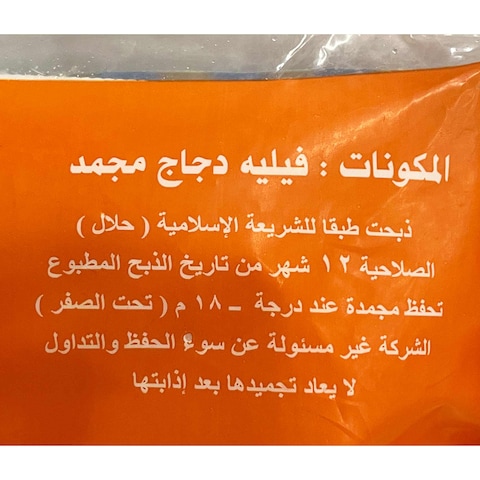 المكونات : فيليه دجاج مجمد
ذبحت طبقا للشريعة الإسلامية ( حلال )
الصلاحية ١٢ شهر من تاريخ الذبح المطبوع
تحفظ مجمدة عند درجة - ١٨ م ( تحت الصفر )
الشركة غير مسئولة عن سوء الحفظ والتداول
لا يعاد تجميدها بعد إذابتها